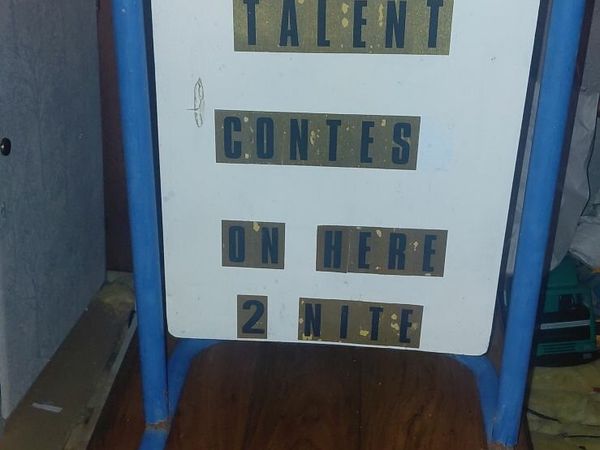 TALENT
CONTES
ON HERE
2 NITE